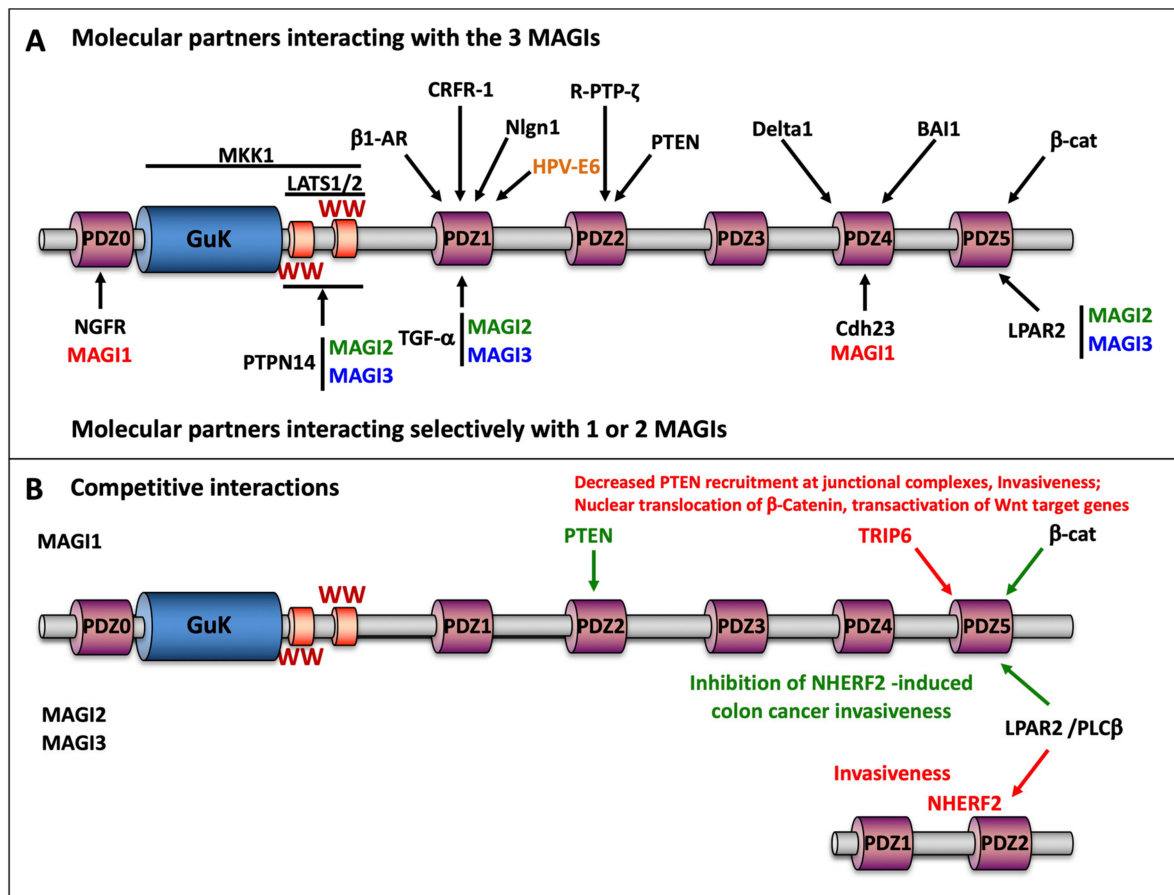 A Molecular partners interacting with the 3 MAGIs
CRFR-1
R-PTP-ζ
β1-AR
Nlgn1
PTEN
Delta1
BAI1
β-cat
MKK1
HPV-E6
LATS1/2
WW
PDZ0
GuK
PDZ1
PDZ2
PDZ3
PDZ4
PDZ5
WW
NGFR
MAGI1
PTPN14
MAGI2
MAGI3
TGF-α
MAGI2
MAGI3
Cdh23
MAGI1
LPAR2
MAGI2
MAGI3
Molecular partners interacting selectively with 1 or 2 MAGIs
B Competitive interactions
Decreased PTEN recruitment at junctional complexes, Invasiveness;
Nuclear translocation of β-Catenin, transactivation of Wnt target genes
MAGI1
PTEN
TRIP6
β-cat
WW
PDZ0
GuK
PDZ1
PDZ2
PDZ3
PDZ4
PDZ5
WW
Inhibition of NHERF2 -induced
colon cancer invasiveness
MAGI2
MAGI3
LPAR2 /PLCβ
Invasiveness
NHERF2
PDZ1
PDZ2